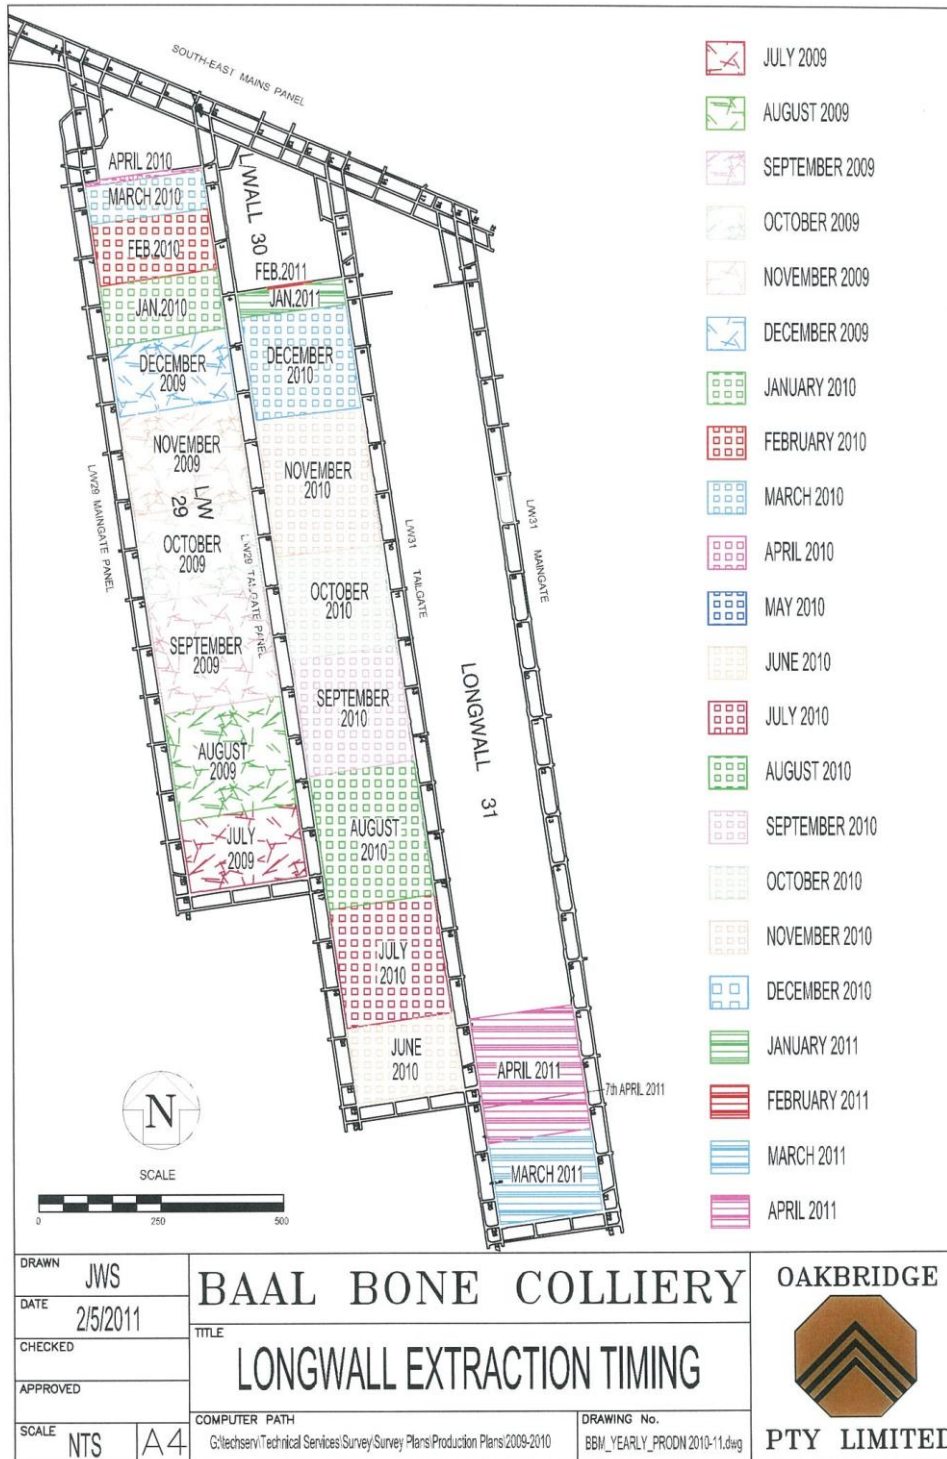 SOUTH-EAST MAINS PANEL
JULY 2009
AUGUST 2009
SEPTEMBER 2009
OCTOBER 2009
NOVEMBER 2009
DECEMBER 2009
JANUARY 2010
FEBRUARY 2010
MARCH 2010
APRIL 2010
MAY 2010
JUNE 2010
JULY 2010
AUGUST 2010
SEPTEMBER 2010
OCTOBER 2010
NOVEMBER 2010
DECEMBER 2010
JANUARY 2011
FEBRUARY 2011
MARCH 2011
APRIL 2011
APRIL 2010
MARCH 2010
FEB.2010
JAN.2010
DECEMBER
2009
NOVEMBER
2009
L/W
29
OCTOBER
2009
SEPTEMBER
2009
AUGUST
2009
JULY
2009
L/W29 MAINGATE PANEL
L/W29 TAILGATE PANEL
L/WALL 30
FEB.2011
JAN.2011
DECEMBER
2010
NOVEMBER
2010
OCTOBER
2010
SEPTEMBER
2010
AUGUST
2010
JULY
2010
JUNE
2010
L/W31 TAILGATE
L/W31 MAINGATE
LONGWALL 31
APRIL 2011
7th APRIL 2011
MARCH 2011
N
SCALE
0 250 500
DRAWN
JWS
DATE
2/5/2011
CHECKED
APPROVED
SCALE
NTS
A4
BAAL BONE COLLIERY
TITLE
LONGWALL EXTRACTION TIMING
COMPUTER PATH
G:\techserv\Technical Services\Survey\Survey Plans\Production Plans\2009-2010
DRAWING No.
BBM_YEARLY_PRODN 2010-11.dwg
OAKBRIDGE
PTY LIMITED